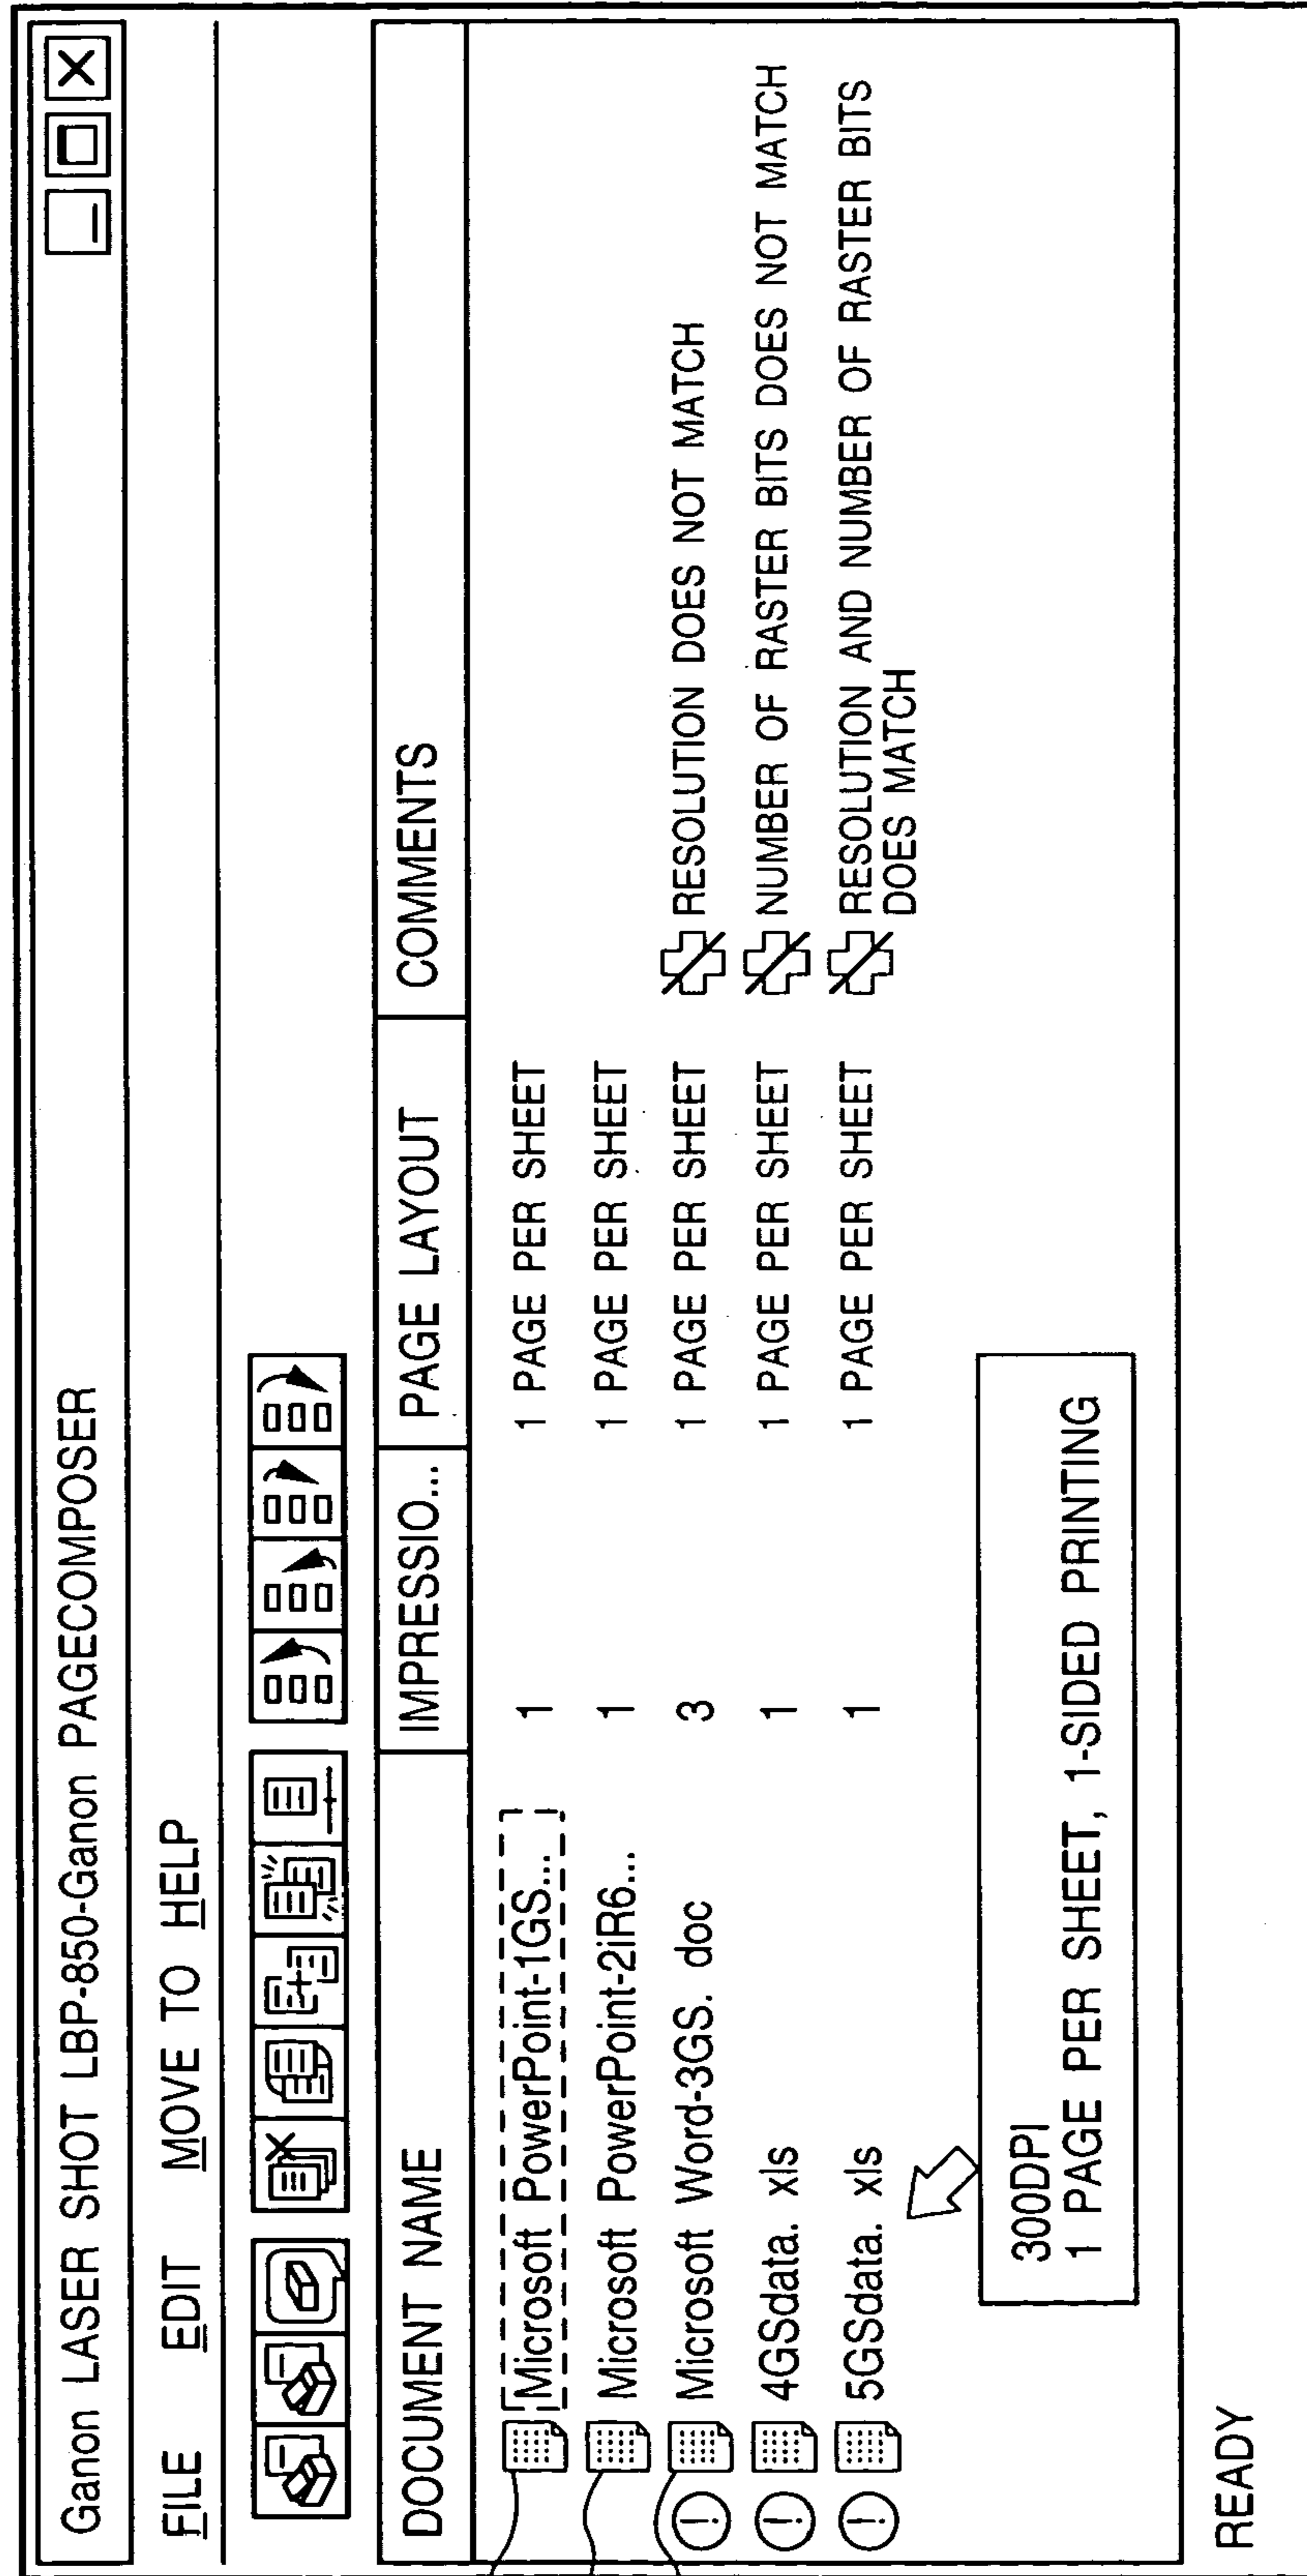 Ganon LASER SHOT LBP-850-Ganon PAGECOMPOSER
FILE EDIT MOVE TO HELP
DOCUMENT NAME IMPRESSIO... PAGE LAYOUT COMMENTS
Microsoft PowerPoint-1GS... 1 1 PAGE PER SHEET
Microsoft PowerPoint-2iR6... 1 1 PAGE PER SHEET
! Microsoft Word-3GS. doc 3 1 PAGE PER SHEET RESOLUTION DOES NOT MATCH
! 4GSdata. xls 1 1 PAGE PER SHEET NUMBER OF RASTER BITS DOES NOT MATCH
! 5GSdata. xls 1 1 PAGE PER SHEET RESOLUTION AND NUMBER OF RASTER BITS
DOES MATCH
300DPI
1 PAGE PER SHEET, 1-SIDED PRINTING
READY